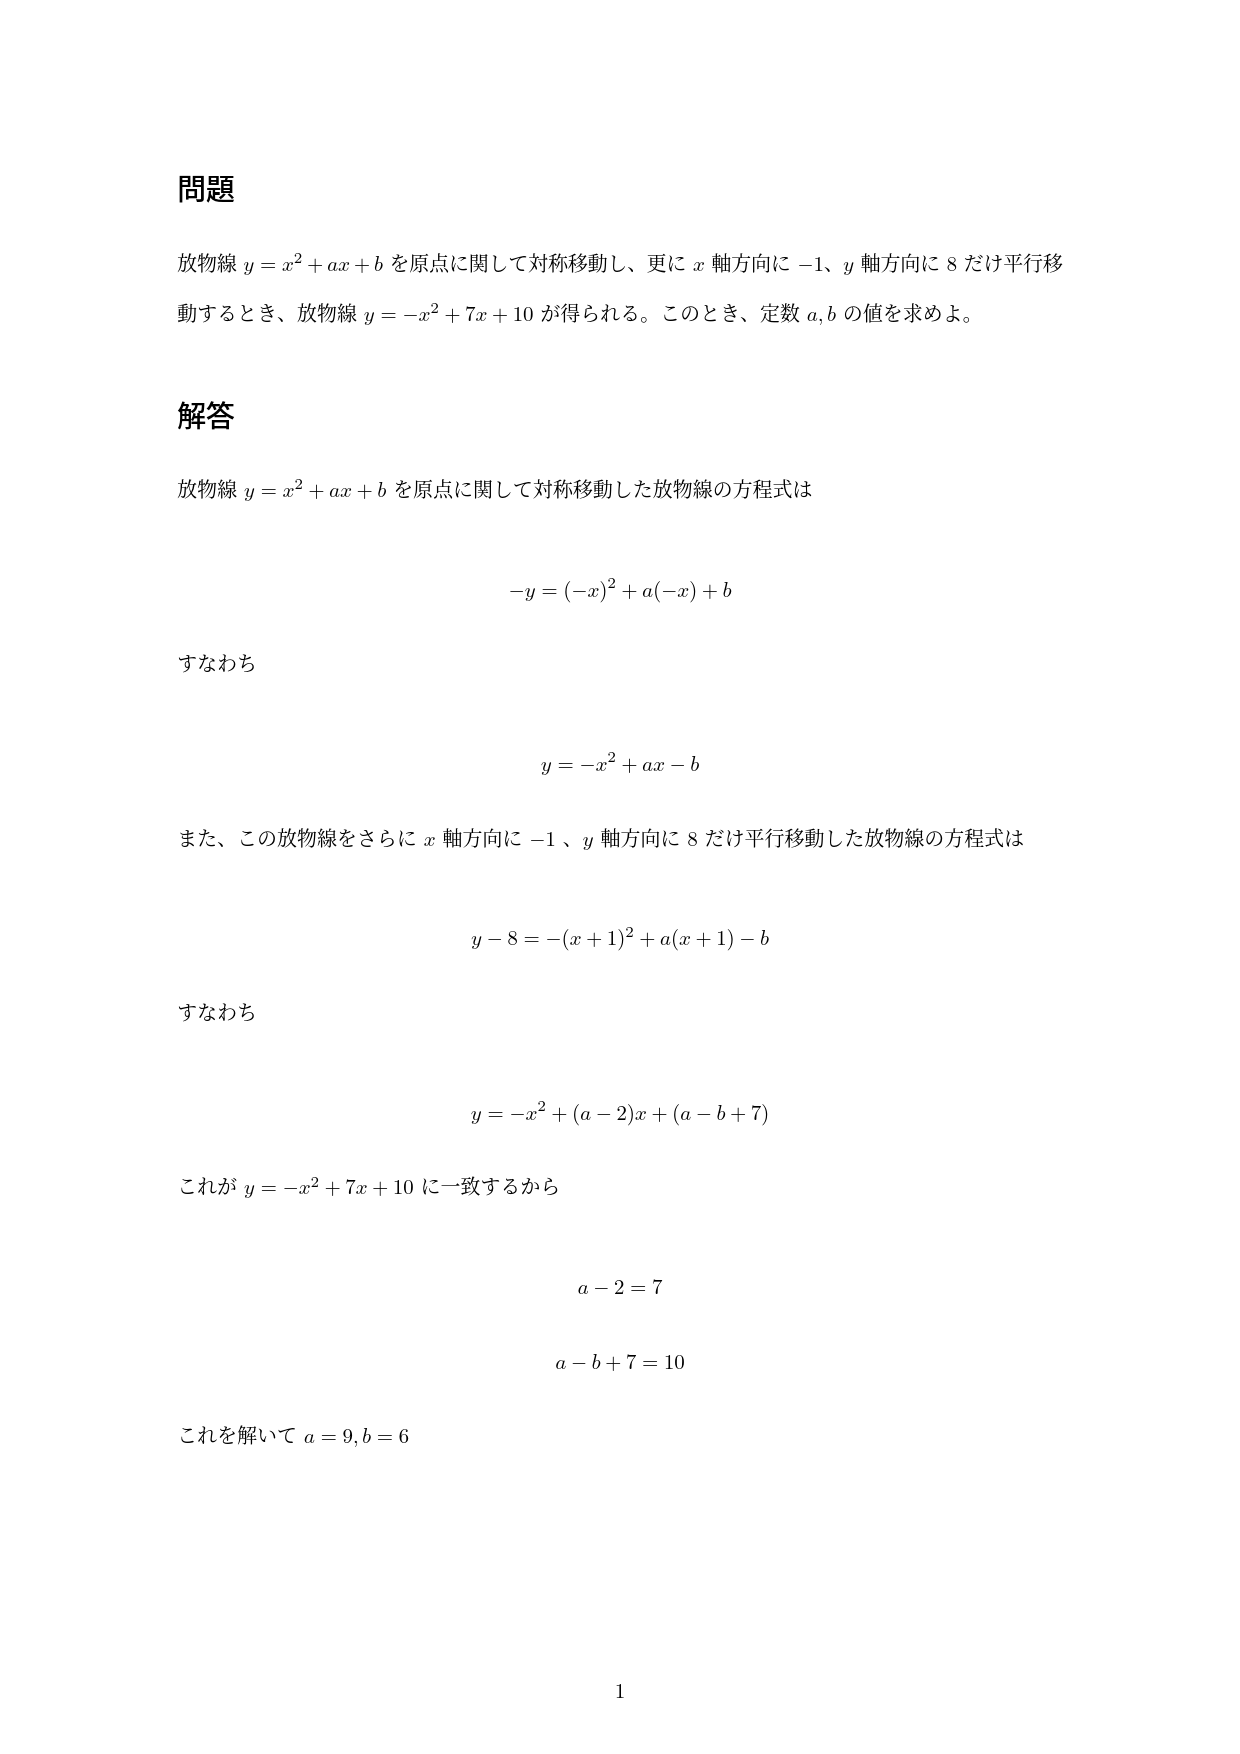 問題
放物線 y = x² + ax + b を原点に関して対称移動し、更に x 軸方向に −1、y 軸方向に 8 だけ平行移
動するとき、放物線 y = −x² + 7x + 10 が得られる。このとき、定数 a, b の値を求めよ。
解答
放物線 y = x² + ax + b を原点に関して対称移動した放物線の方程式は
−y = (−x)² + a(−x) + b
すなわち
y = −x² + ax − b
また、この放物線をさらに x 軸方向に −1 、y 軸方向に 8 だけ平行移動した放物線の方程式は
y − 8 = −(x + 1)² + a(x + 1) − b
すなわち
y = −x² + (a − 2)x + (a − b + 7)
これが y = −x² + 7x + 10 に一致するから
a − 2 = 7
a − b + 7 = 10
これを解いて a = 9, b = 6
1